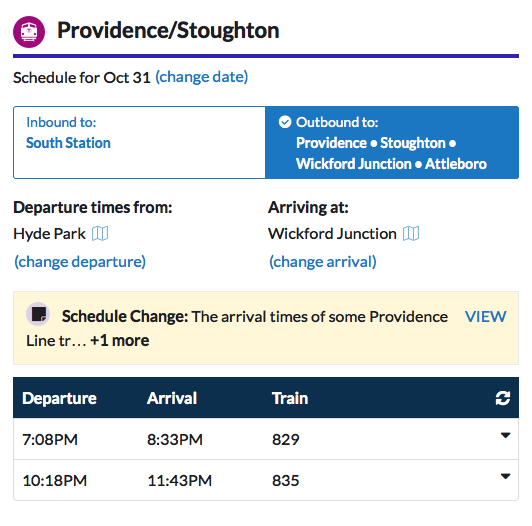 Providence/Stoughton
Schedule for Oct 31 (change date)
Inbound to:
South Station
Outbound to:
Providence • Stoughton •
Wickford Junction • Attleboro
Departure times from:
Hyde Park
(change departure)
Arriving at:
Wickford Junction
(change arrival)
Schedule Change: The arrival times of some Providence
Line tr… +1 more
VIEW
Departure Arrival Train
7:08PM 8:33PM 829
10:18PM 11:43PM 835